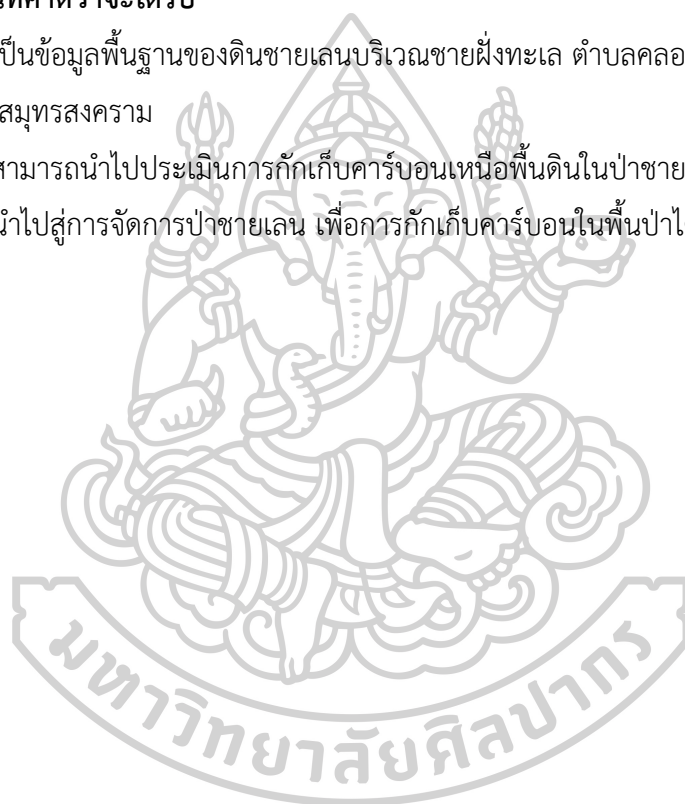 เป็นข้อมูลพื้นฐานของดินชายเลนบริเวณชายฝั่งทะเล ตำบลคลอ
สมุทรสงคราม
สามารถนำไปประเมินการกักเก็บคาร์บอนเหนือพื้นดินในป่าชาย
นำไปสู่การจัดการป่าชายเลน เพื่อการกักเก็บคาร์บอนในพื้นป่าไ
มหาวิทยาลัยศิลปากร